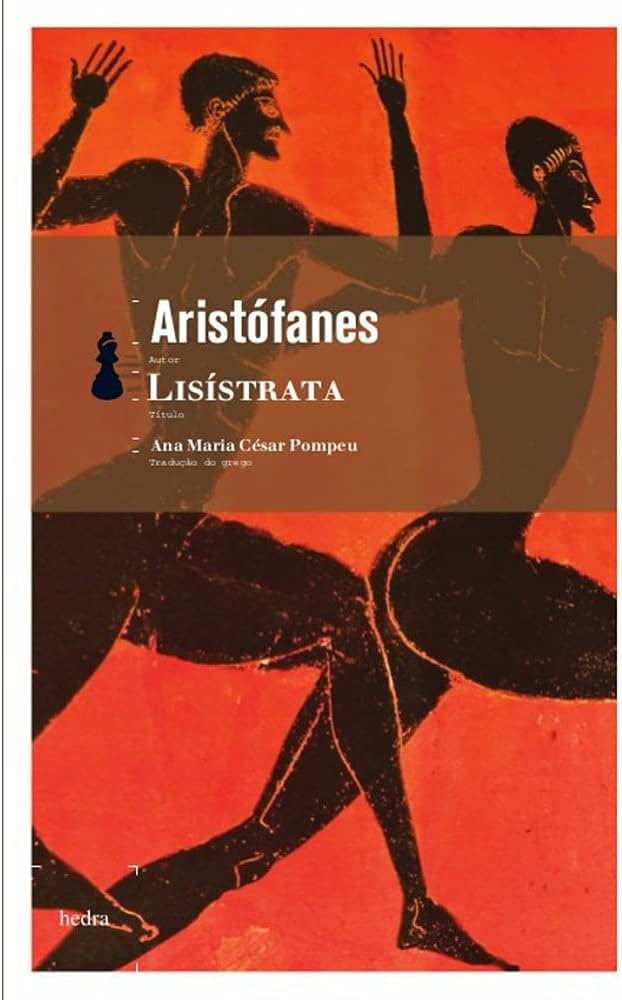 Aristófanes
Autor
LISÍSTRATA
Título
Ana Maria César Pompeu
Tradução do grego
hedra